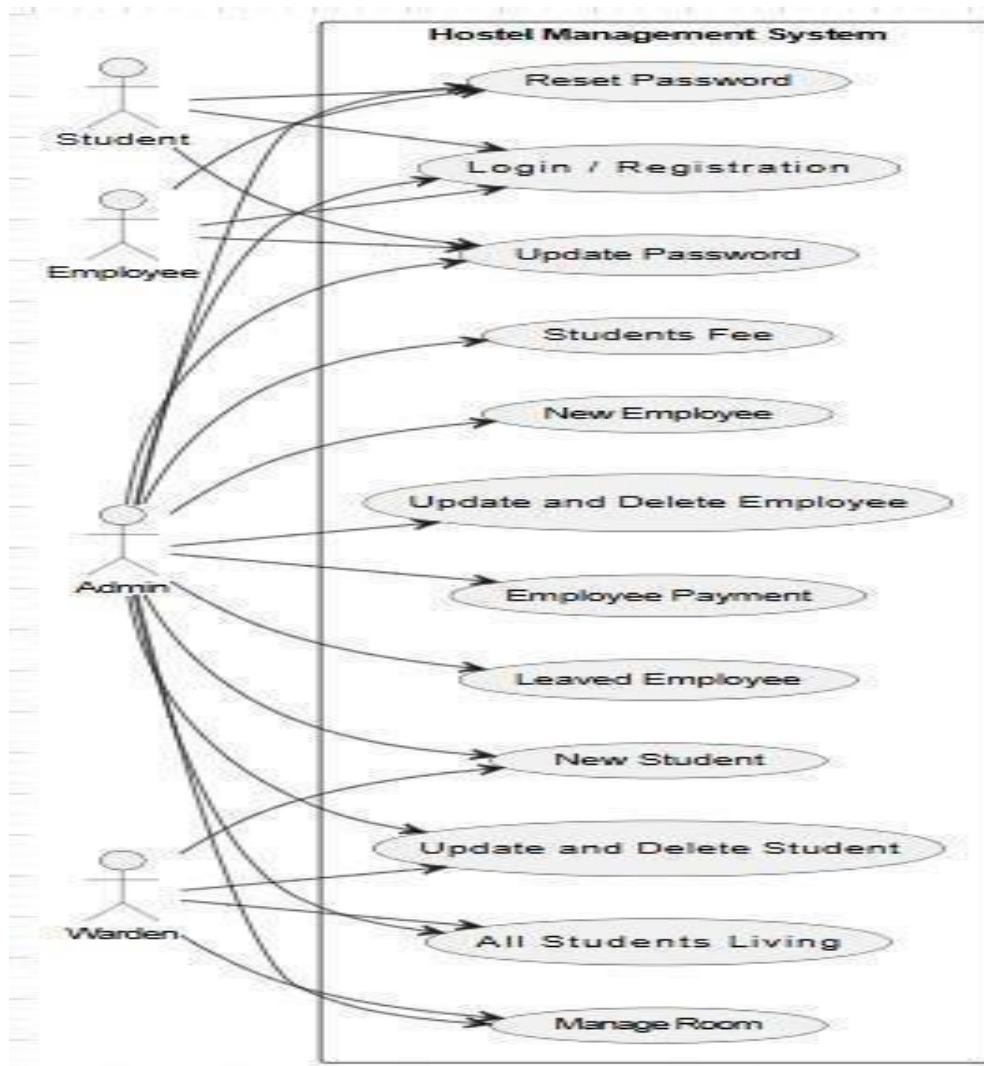 Hostel Management System
Reset Password
Student
Login / Registration
Employee
Update Password
Students Fee
New Employee
Update and Delete Employee
Admin
Employee Payment
Leaved Employee
New Student
Update and Delete Student
Warden
All Students Living
Manage Room